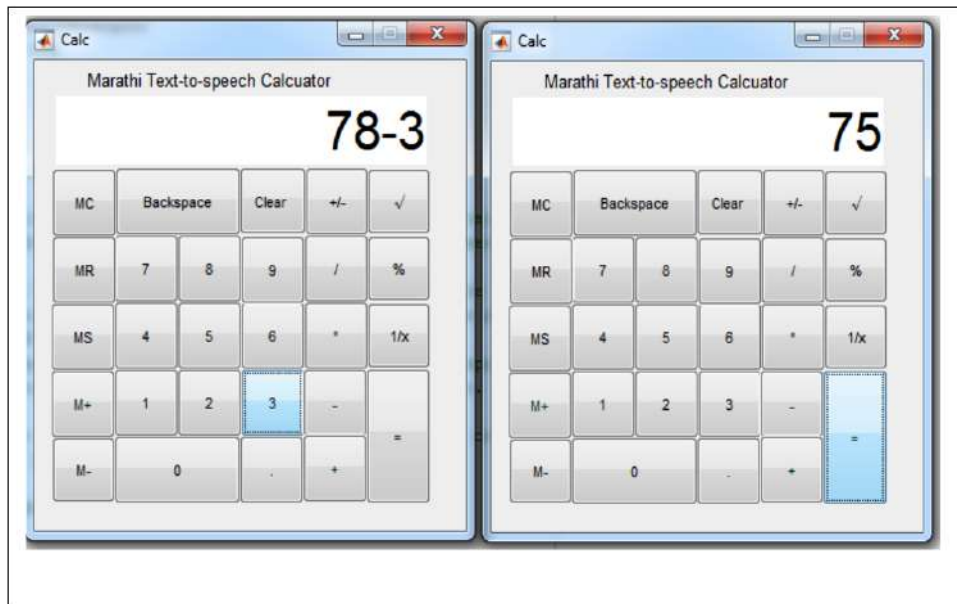 Calc
Marathi Text-to-speech Calcuator
78-3
MC Backspace Clear +/- √
MR 7 8 9 / %
MS 4 5 6 * 1/x
M+ 1 2 3 - =
M- 0 . +
Calc
Marathi Text-to-speech Calcuator
75
MC Backspace Clear +/- √
MR 7 8 9 / %
MS 4 5 6 * 1/x
M+ 1 2 3 - =
M- 0 . +